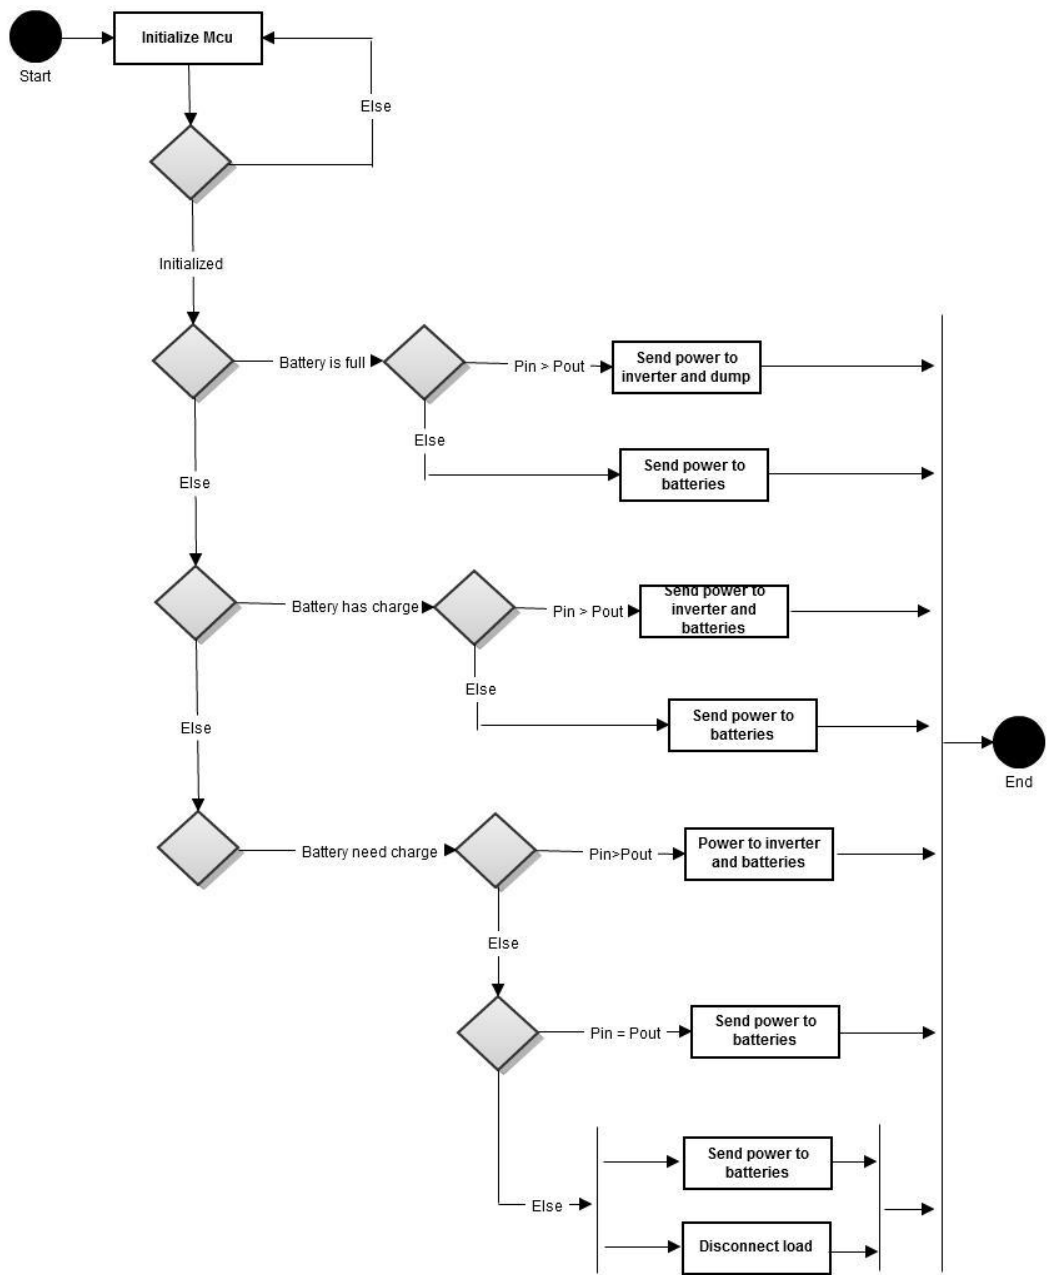 Initialize Mcu
Start
Else
Initialized
Battery is full
Pin > Pout
Send power to
inverter and dump
Else
Send power to
batteries
Else
Battery has charge
Pin > Pout
Send power to
inverter and
batteries
Else
Send power to
batteries
Else
End
Battery need charge
Pin>Pout
Power to inverter
and batteries
Else
Pin = Pout
Send power to
batteries
Send power to
batteries
Else
Disconnect load